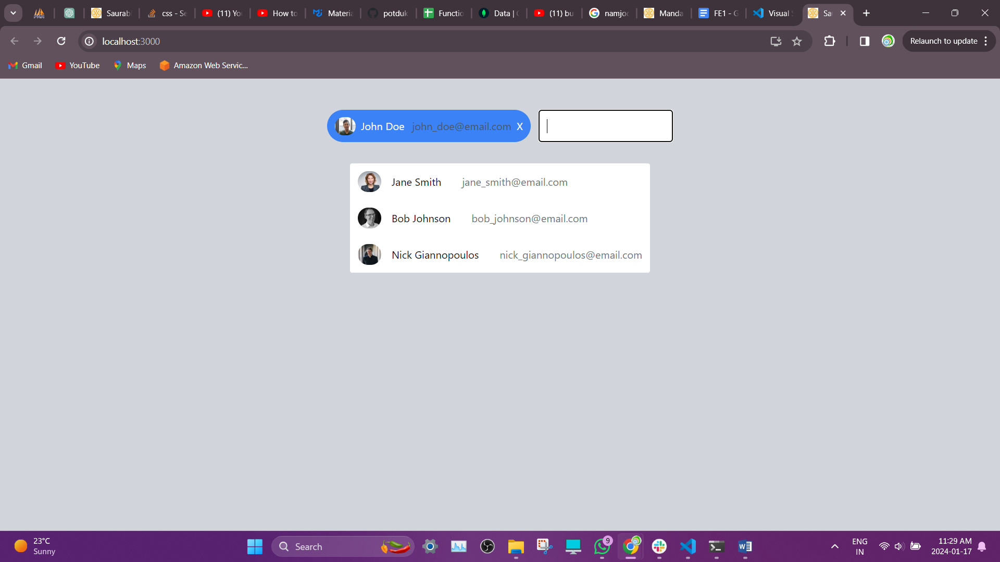 Saurab
css - Se
(11) You
How to
Materia
potduk
Functio
Data | C
(11) bu
namjoo
Manda
FE1 - G
Visual S
Sau
localhost:3000
Relaunch to update
Gmail
YouTube
Maps
Amazon Web Servic...
John Doe john_doe@email.com X
Jane Smith jane_smith@email.com
Bob Johnson bob_johnson@email.com
Nick Giannopoulos nick_giannopoulos@email.com
23°C
Sunny
Search
9
ENG
IN
11:29 AM
2024-01-17